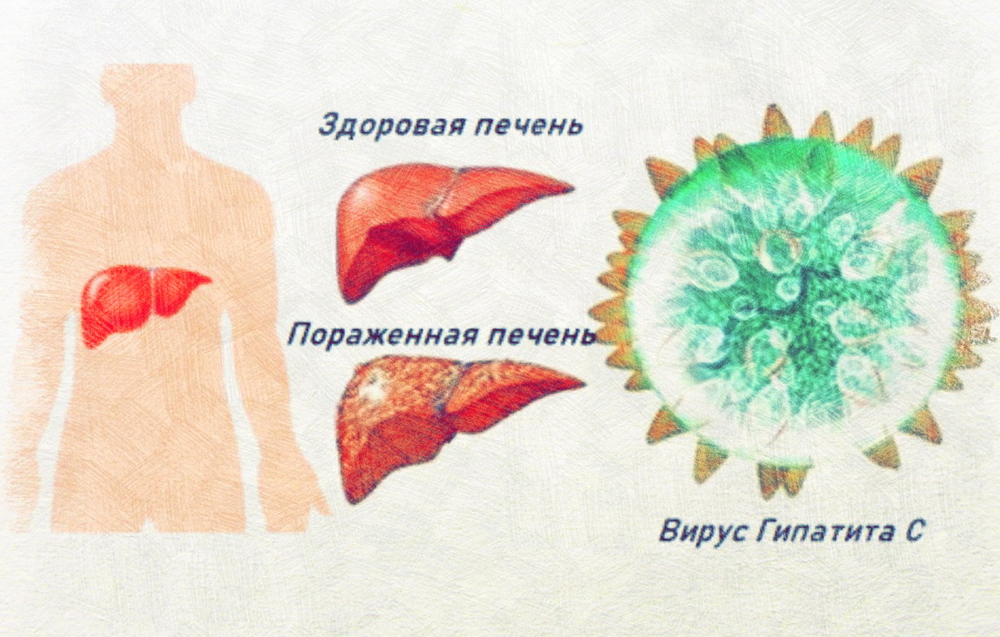 Здоровая печень
Пораженная печень
Вирус Гипатита С